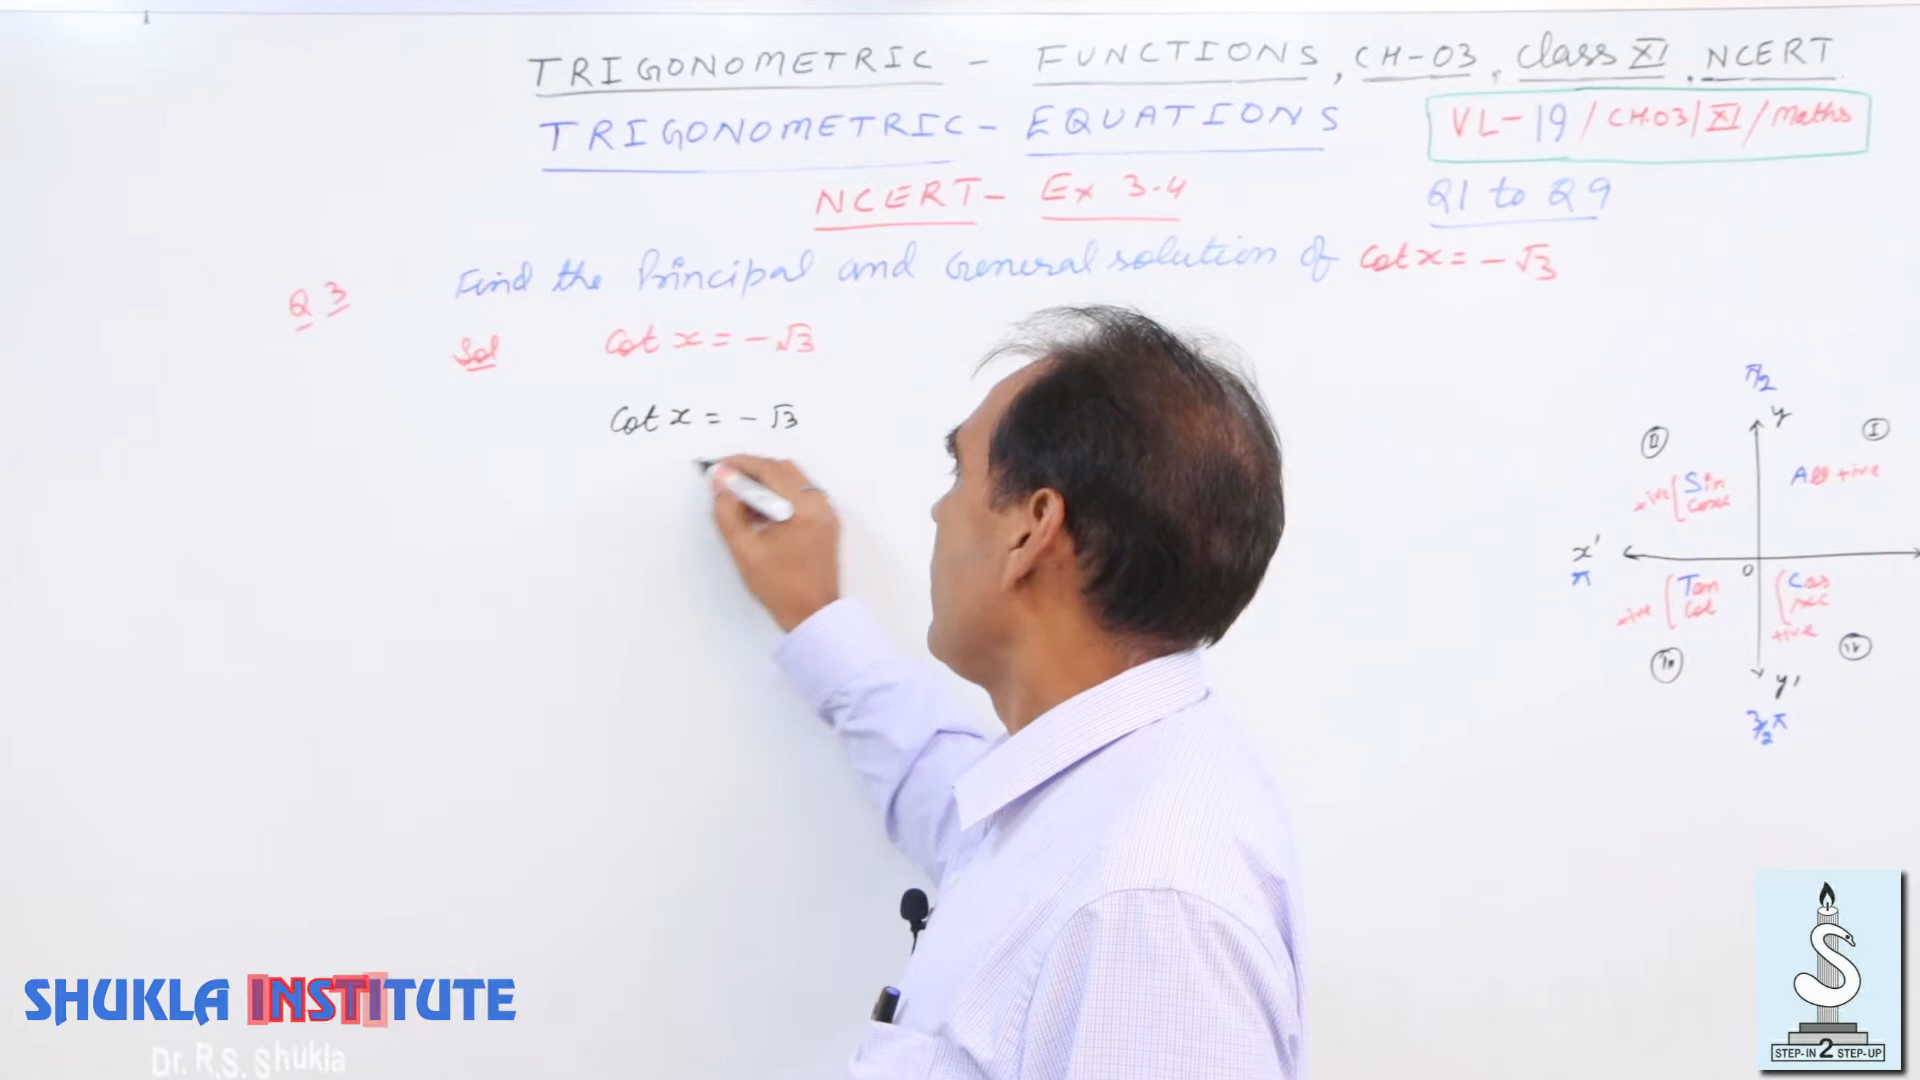 TRIGONOMETRIC - FUNCTIONS, CH-03, Class XI, NCERT
TRIGONOMETRIC - EQUATIONS
VL-19/CH.03/XI/Maths
NCERT- Ex 3.4
Q1 to Q9
Q3 Find the Principal and General solution of Cot x = -√3
Sol Cot x = -√3
Cot x = -√3
π/2
y
II
I
Sin
All +ive
+ive
Cosec
x'
π
0
Tan
Cos
+ive
Cot
sec
+ive
III
IV
y'
3/2 π
SHUKLA INSTITUTE
Dr. R.S. Shukla
S
STEP-IN 2 STEP-UP